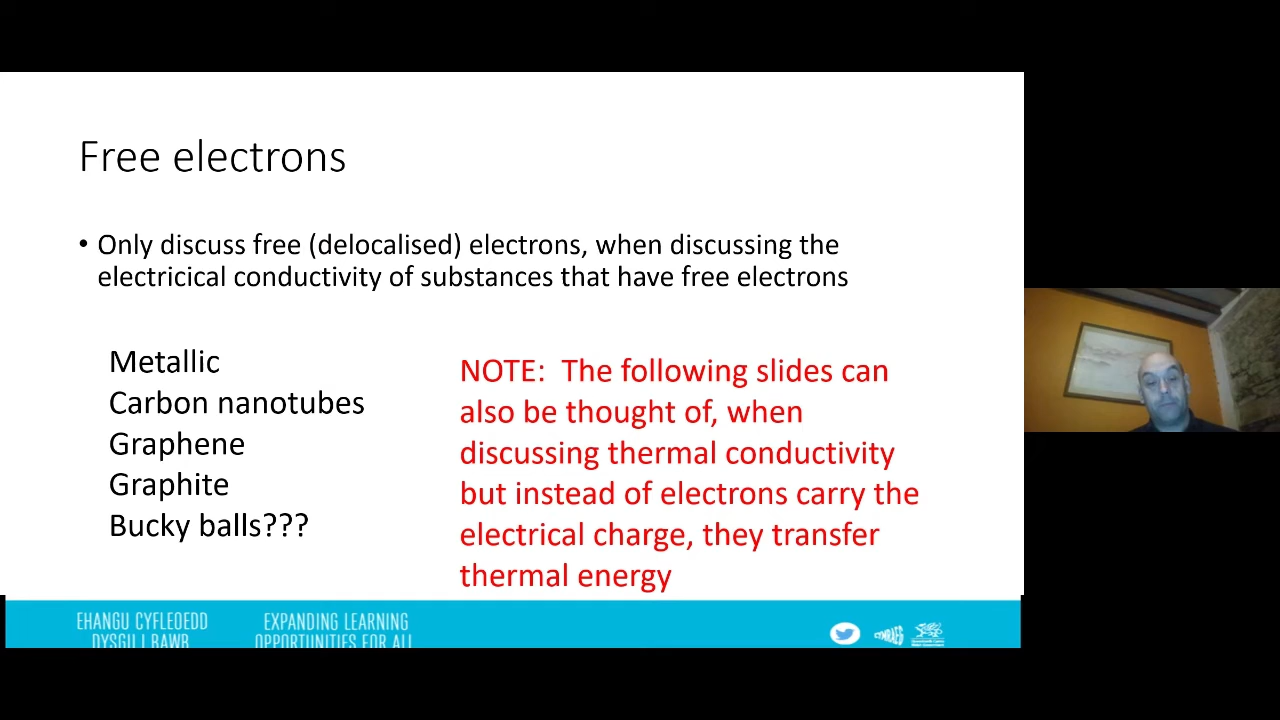 Free electrons
• Only discuss free (delocalised) electrons, when discussing the
electricical conductivity of substances that have free electrons
Metallic
Carbon nanotubes
Graphene
Graphite
Bucky balls???
NOTE:  The following slides can
also be thought of, when
discussing thermal conductivity
but instead of electrons carry the
electrical charge, they transfer
thermal energy
EHANGU CYFLEOEDD
DYSGU I BAWB
EXPANDING LEARNING
OPPORTUNITIES FOR ALL